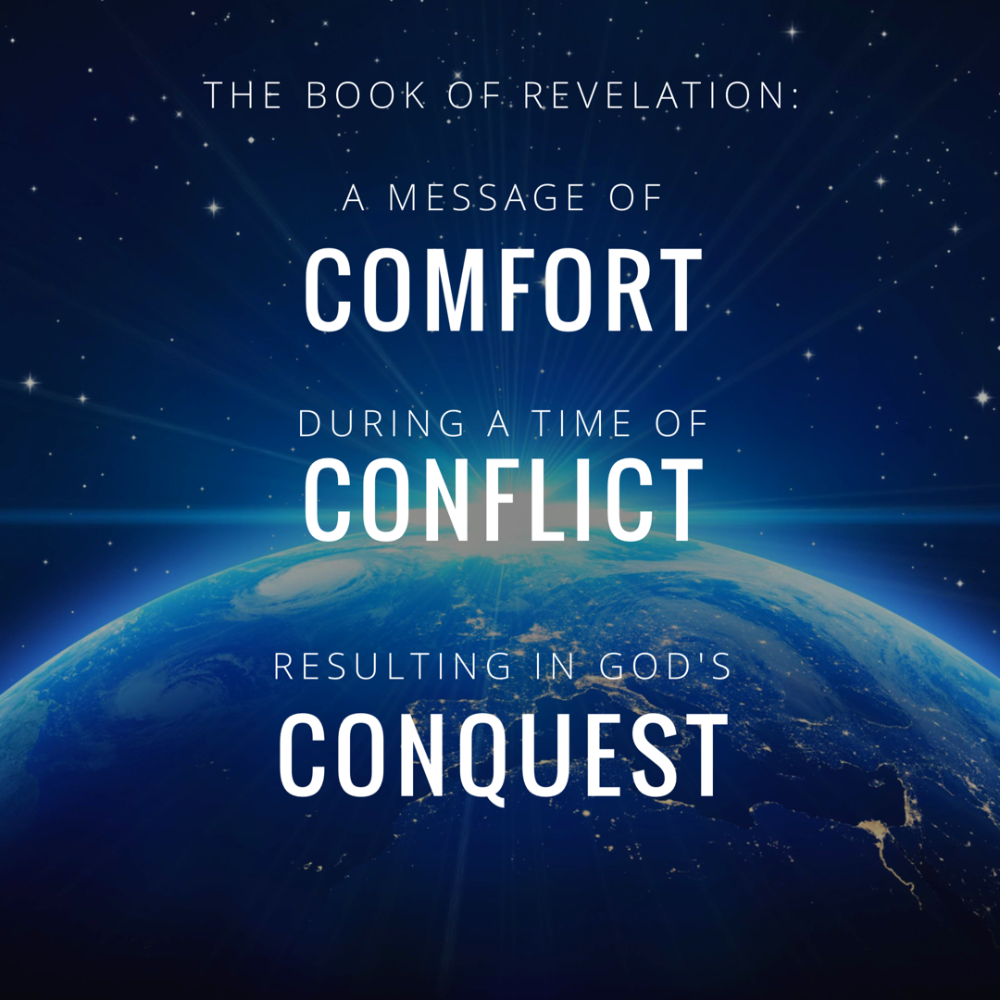 THE BOOK OF REVELATION:
A MESSAGE OF
COMFORT
DURING A TIME OF
CONFLICT
RESULTING IN GOD'S
CONQUEST